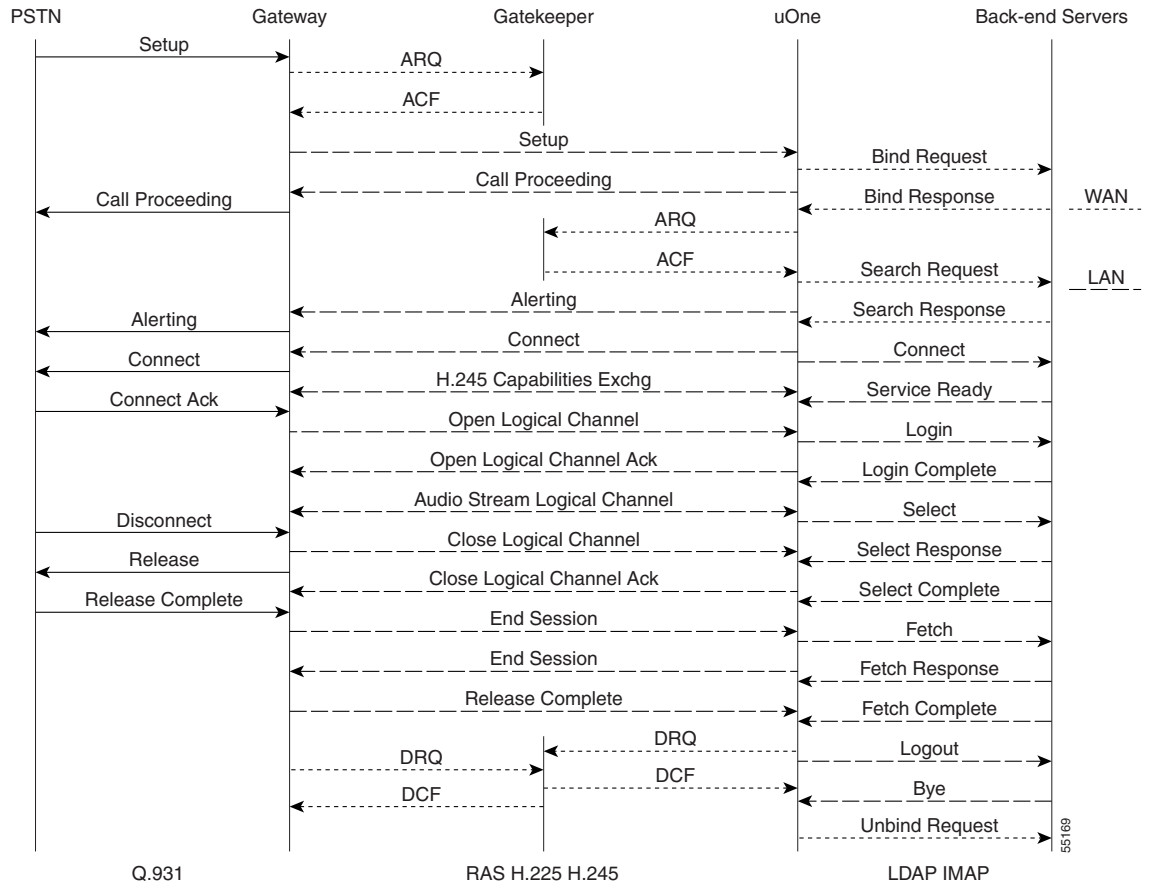 PSTN Gateway Gatekeeper uOne Back-end Servers
Setup
ARQ
ACF
Setup
Bind Request
Call Proceeding
Bind Response WAN
Call Proceeding
ARQ
ACF
Search Request LAN
Alerting
Search Response
Alerting
Connect
Connect
Connect
H.245 Capabilities Exchg
Service Ready
Connect Ack
Open Logical Channel
Login
Open Logical Channel Ack
Login Complete
Audio Stream Logical Channel
Select
Disconnect
Close Logical Channel
Select Response
Release
Close Logical Channel Ack
Select Complete
Release Complete
End Session
Fetch
End Session
Fetch Response
Release Complete
Fetch Complete
DRQ
Logout
DRQ
DCF
Bye
DCF
Unbind Request
55169
Q.931 RAS H.225 H.245 LDAP IMAP